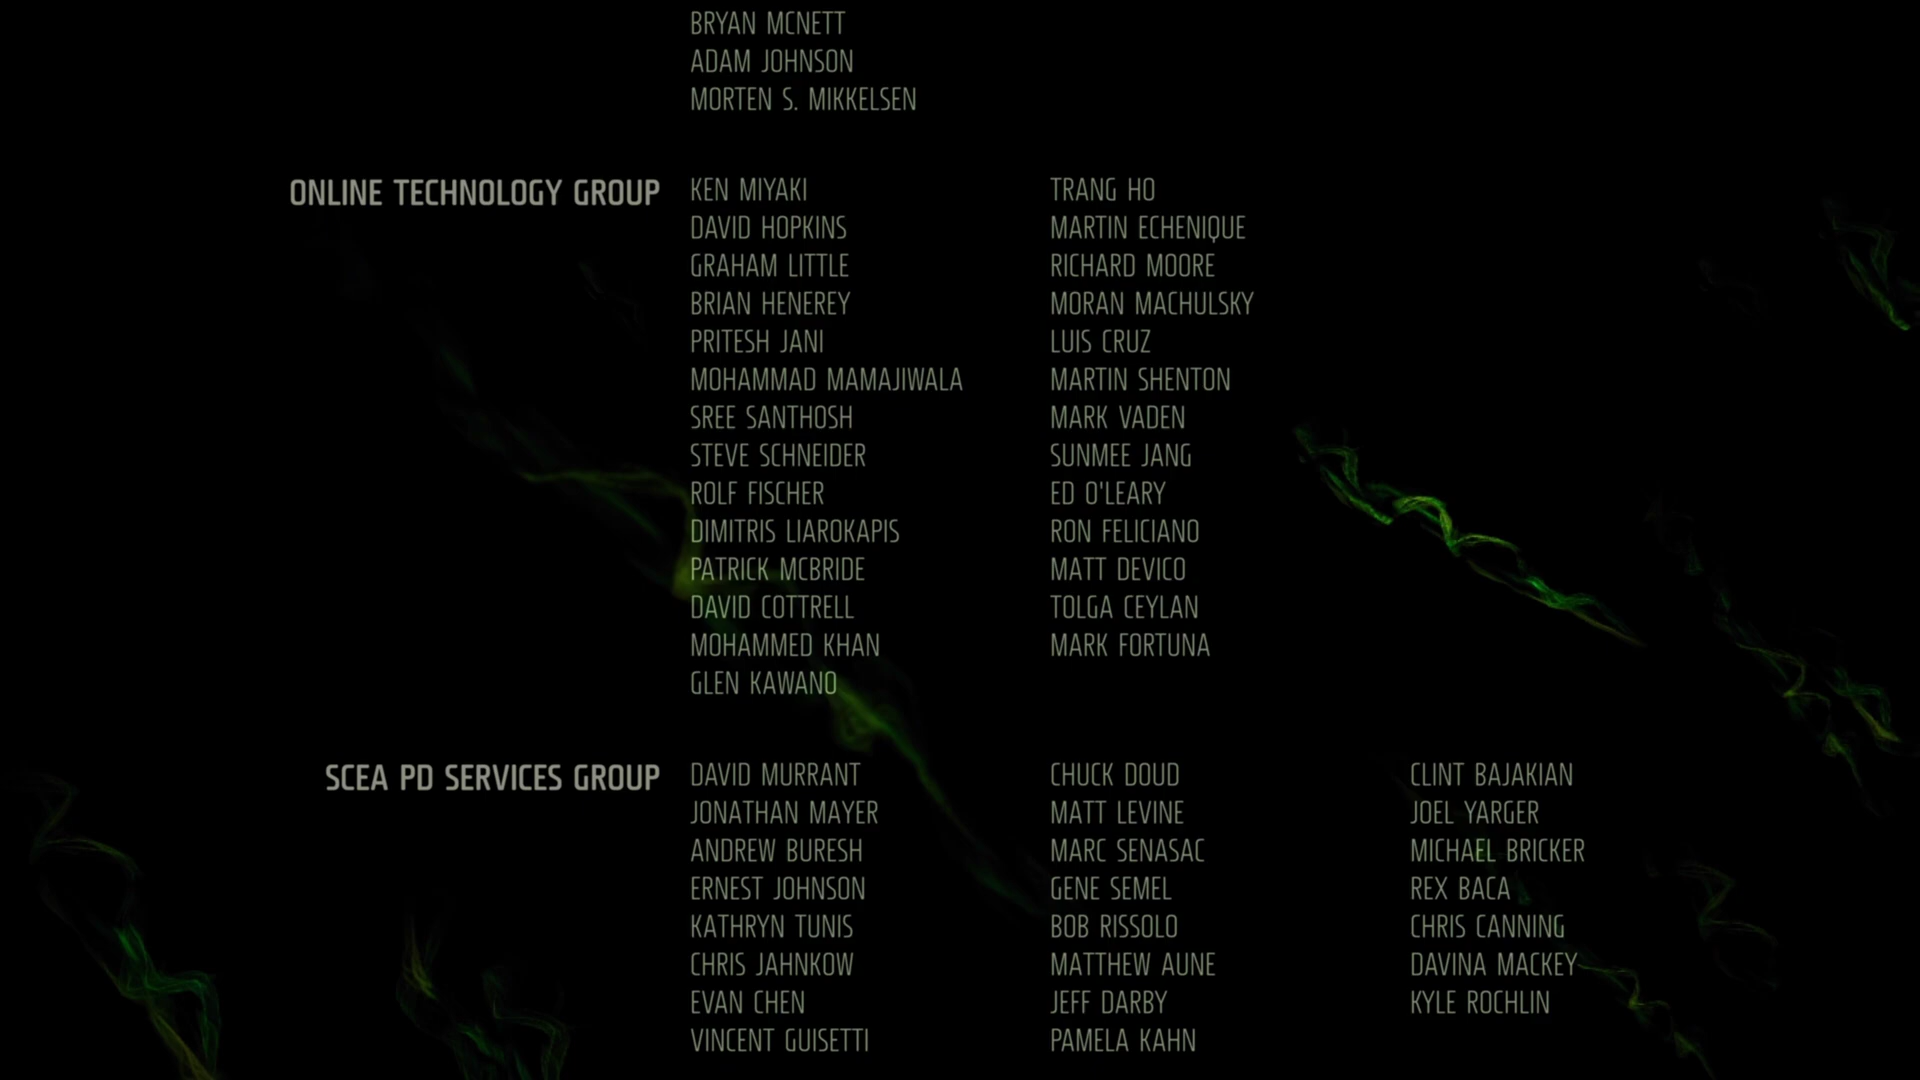 BRYAN MCNETT
ADAM JOHNSON
MORTEN S. MIKKELSEN
ONLINE TECHNOLOGY GROUP
KEN MIYAKI
DAVID HOPKINS
GRAHAM LITTLE
BRIAN HENEREY
PRITESH JANI
MOHAMMAD MAMAJIWALA
SREE SANTHOSH
STEVE SCHNEIDER
ROLF FISCHER
DIMITRIS LIAROKAPIS
PATRICK MCBRIDE
DAVID COTTRELL
MOHAMMED KHAN
GLEN KAWANO
TRANG HO
MARTIN ECHENIQUE
RICHARD MOORE
MORAN MACHULSKY
LUIS CRUZ
MARTIN SHENTON
MARK VADEN
SUNMEE JANG
ED O'LEARY
RON FELICIANO
MATT DEVICO
TOLGA CEYLAN
MARK FORTUNA
SCEA PD SERVICES GROUP
DAVID MURRANT
JONATHAN MAYER
ANDREW BURESH
ERNEST JOHNSON
KATHRYN TUNIS
CHRIS JAHNKOW
EVAN CHEN
VINCENT GUISETTI
CHUCK DOUD
MATT LEVINE
MARC SENASAC
GENE SEMEL
BOB RISSOLO
MATTHEW AUNE
JEFF DARBY
PAMELA KAHN
CLINT BAJAKIAN
JOEL YARGER
MICHAEL BRICKER
REX BACA
CHRIS CANNING
DAVINA MACKEY
KYLE ROCHLIN